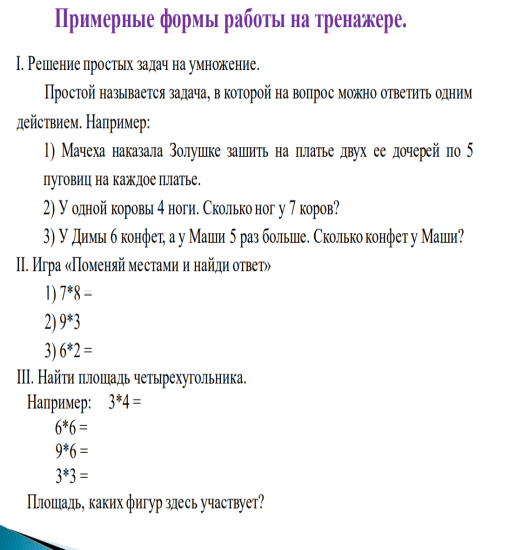 Примерные формы работы на тренажере.
I. Решение простых задач на умножение.
Простой называется задача, в которой на вопрос можно ответить одним
действием. Например:
1) Мачеха наказала Золушке зашить на платье двух ее дочерей по 5
пуговиц на каждое платье.
2) У одной коровы 4 ноги. Сколько ног у 7 коров?
3) У Димы 6 конфет, а у Маши 5 раз больше. Сколько конфет у Маши?
II. Игра «Поменяй местами и найди ответ»
1) 7*8 =
2) 9*3
3) 6*2 =
III. Найти площадь четырехугольника.
Например: 3*4 =
6*6 =
9*6 =
3*3 =
Площадь, каких фигур здесь участвует?